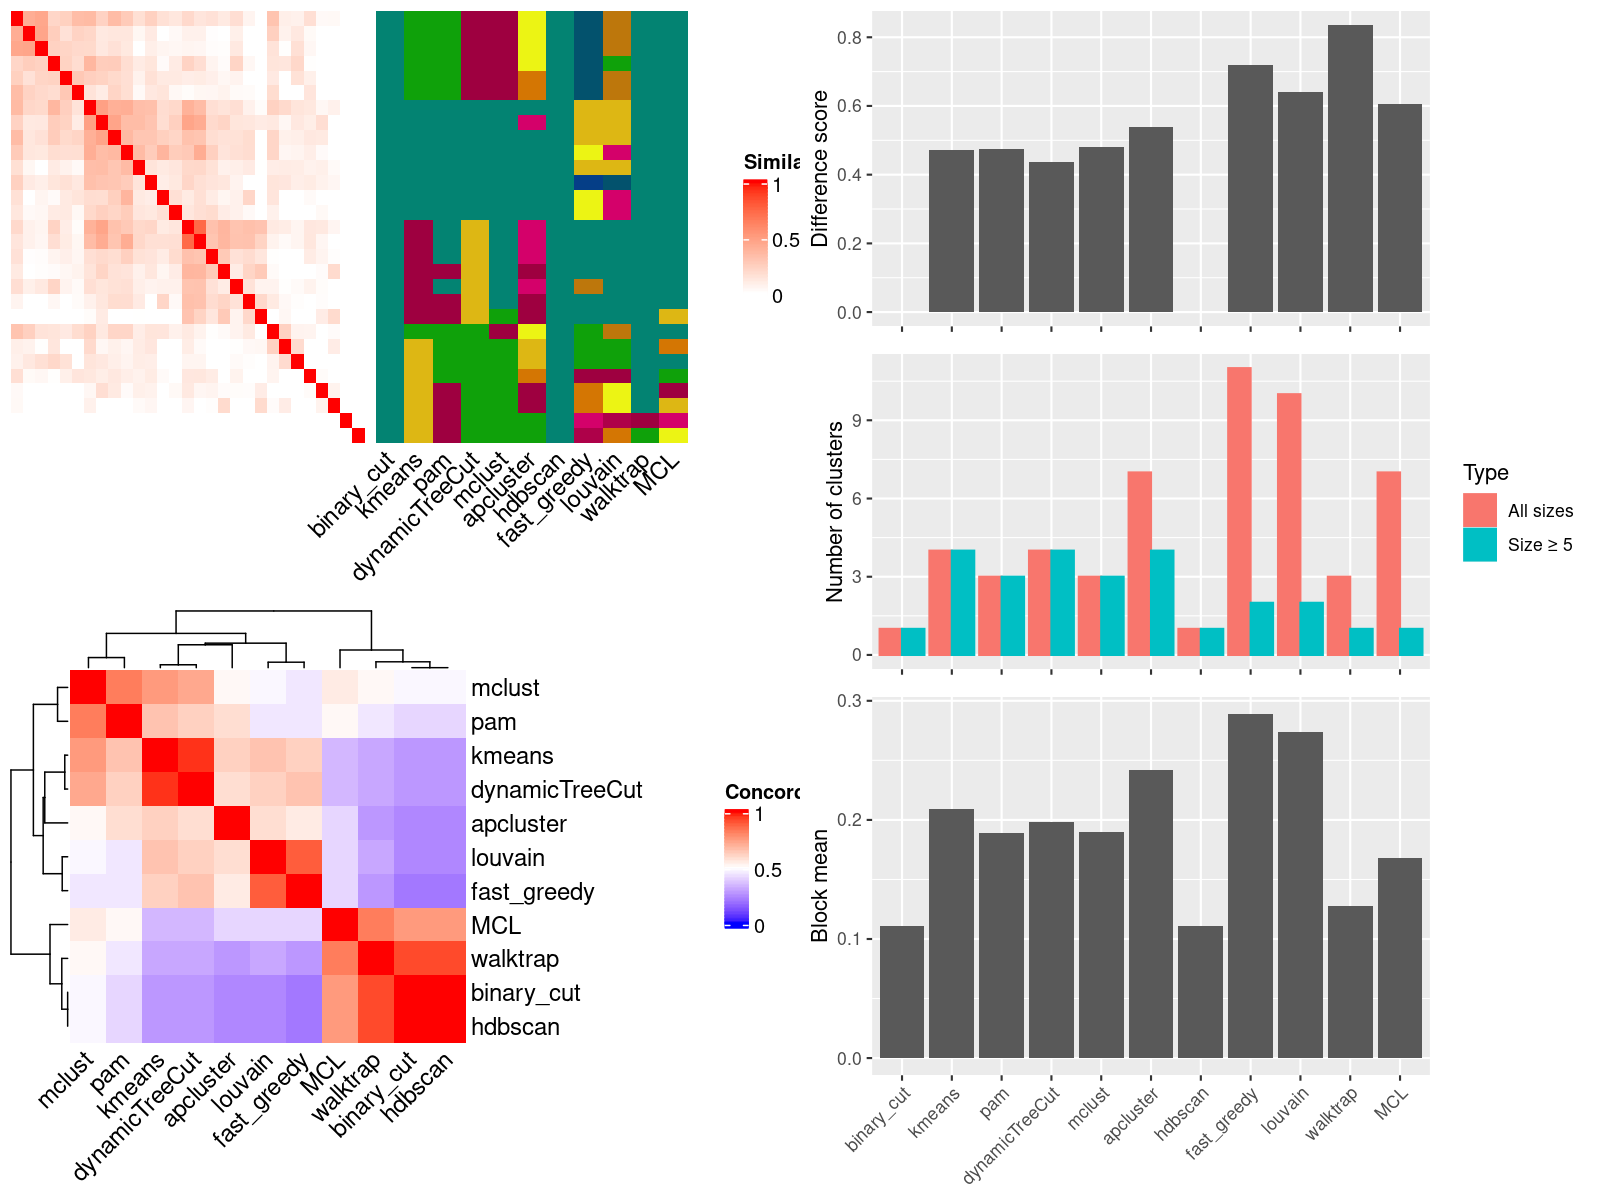 Simila
1
0.5
0
binary_cut
kmeans
pam
dynamicTreeCut
mclust
apcluster
hdbscan
fast_greedy
louvain
walktrap
MCL
mclust
pam
kmeans
dynamicTreeCut
apcluster
louvain
fast_greedy
MCL
walktrap
binary_cut
hdbscan
mclust
pam
kmeans
dynamicTreeCut
apcluster
louvain
fast_greedy
MCL
walktrap
binary_cut
hdbscan
Concord
1
0.5
0
Difference score
0.8
0.6
0.4
0.2
0.0
Number of clusters
9
6
3
0
Type
All sizes
Size ≥ 5
Block mean
0.3
0.2
0.1
0.0
binary_cut
kmeans
pam
dynamicTreeCut
mclust
apcluster
hdbscan
fast_greedy
louvain
walktrap
MCL